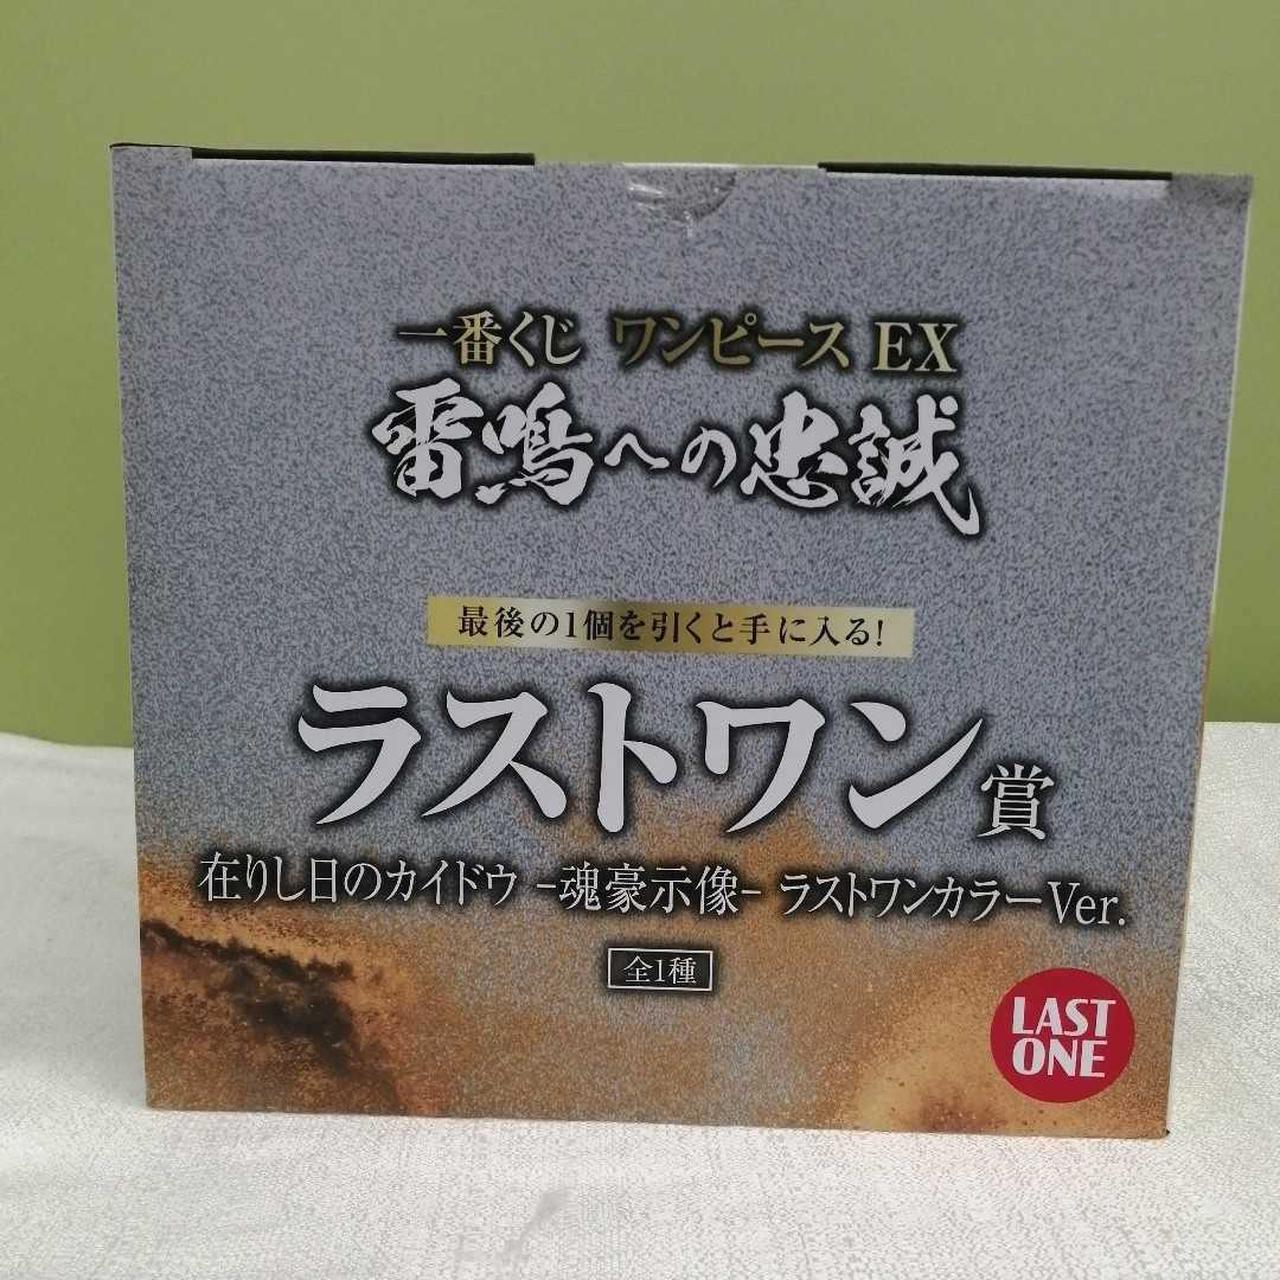 一番くじ ワンピース EX
雷鳴への忠誠
最後の1個を引くと手に入る!
ラストワン賞
在りし日のカイドウ -魂豪示像- ラストワンカラーVer.
全1種
LAST
ONE